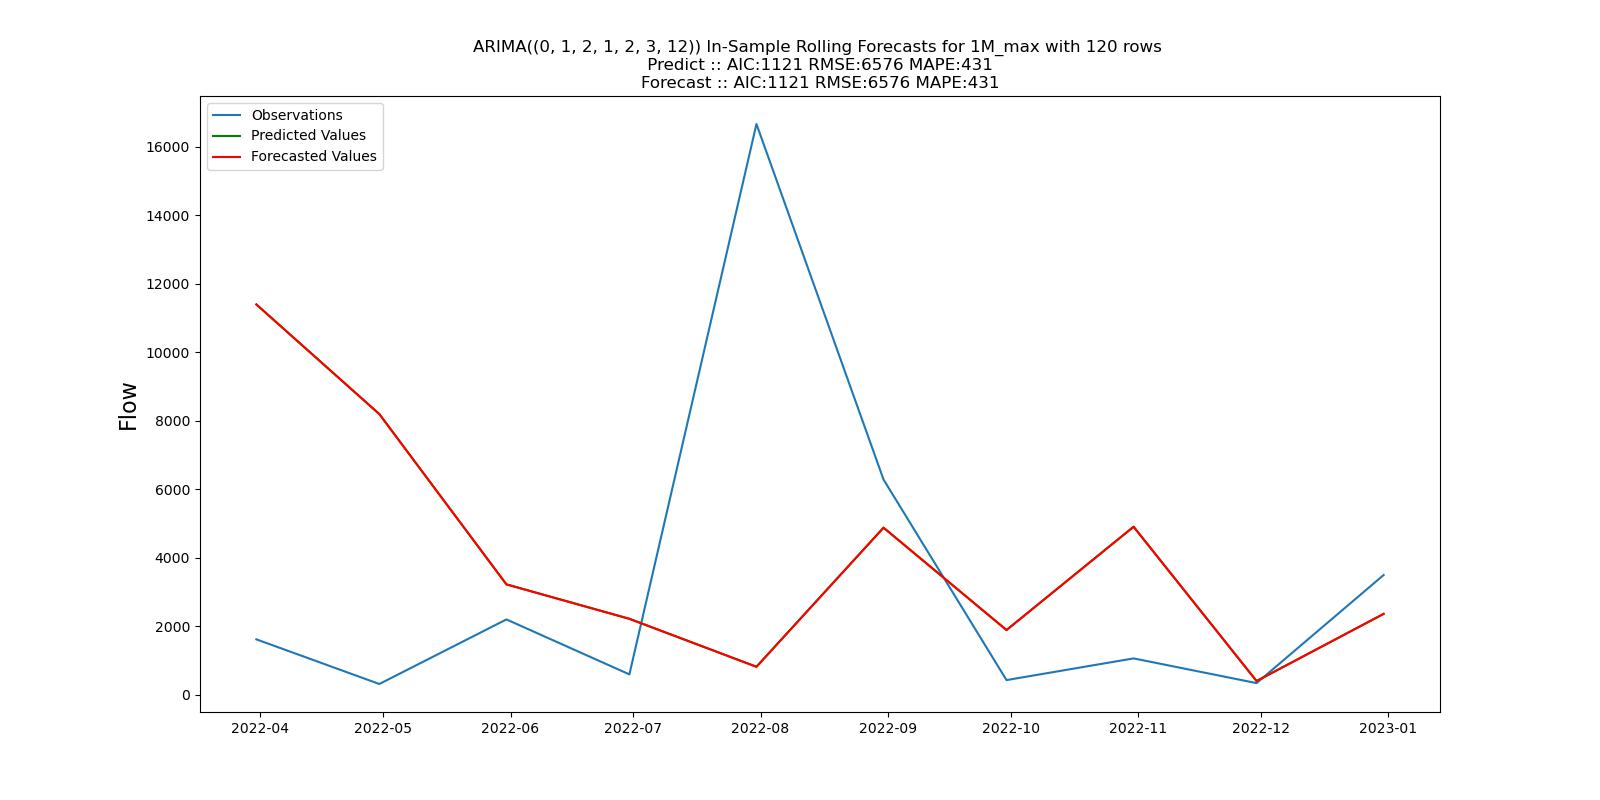 ARIMA((0, 1, 2, 1, 2, 3, 12)) In-Sample Rolling Forecasts for 1M_max with 120 rows
Predict :: AIC:1121 RMSE:6576 MAPE:431
Forecast :: AIC:1121 RMSE:6576 MAPE:431
Observations
Predicted Values
Forecasted Values
16000
14000
12000
10000
8000
6000
4000
2000
0
Flow
2022-04 2022-05 2022-06 2022-07 2022-08 2022-09 2022-10 2022-11 2022-12 2023-01